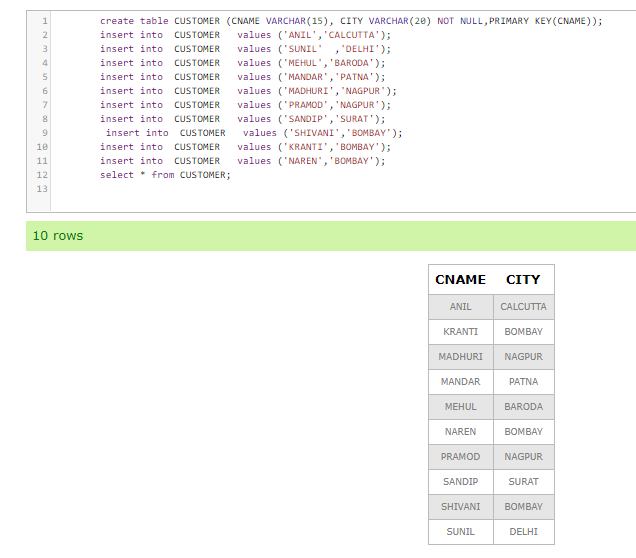 1 create table CUSTOMER (CNAME VARCHAR(15), CITY VARCHAR(20) NOT NULL,PRIMARY KEY(CNAME));
2 insert into CUSTOMER values ('ANIL','CALCUTTA');
3 insert into CUSTOMER values ('SUNIL' ,'DELHI');
4 insert into CUSTOMER values ('MEHUL','BARODA');
5 insert into CUSTOMER values ('MANDAR','PATNA');
6 insert into CUSTOMER values ('MADHURI','NAGPUR');
7 insert into CUSTOMER values ('PRAMOD','NAGPUR');
8 insert into CUSTOMER values ('SANDIP','SURAT');
9 insert into CUSTOMER values ('SHIVANI','BOMBAY');
10 insert into CUSTOMER values ('KRANTI','BOMBAY');
11 insert into CUSTOMER values ('NAREN','BOMBAY');
12 select * from CUSTOMER;
13
10 rows
CNAME CITY
ANIL CALCUTTA
KRANTI BOMBAY
MADHURI NAGPUR
MANDAR PATNA
MEHUL BARODA
NAREN BOMBAY
PRAMOD NAGPUR
SANDIP SURAT
SHIVANI BOMBAY
SUNIL DELHI